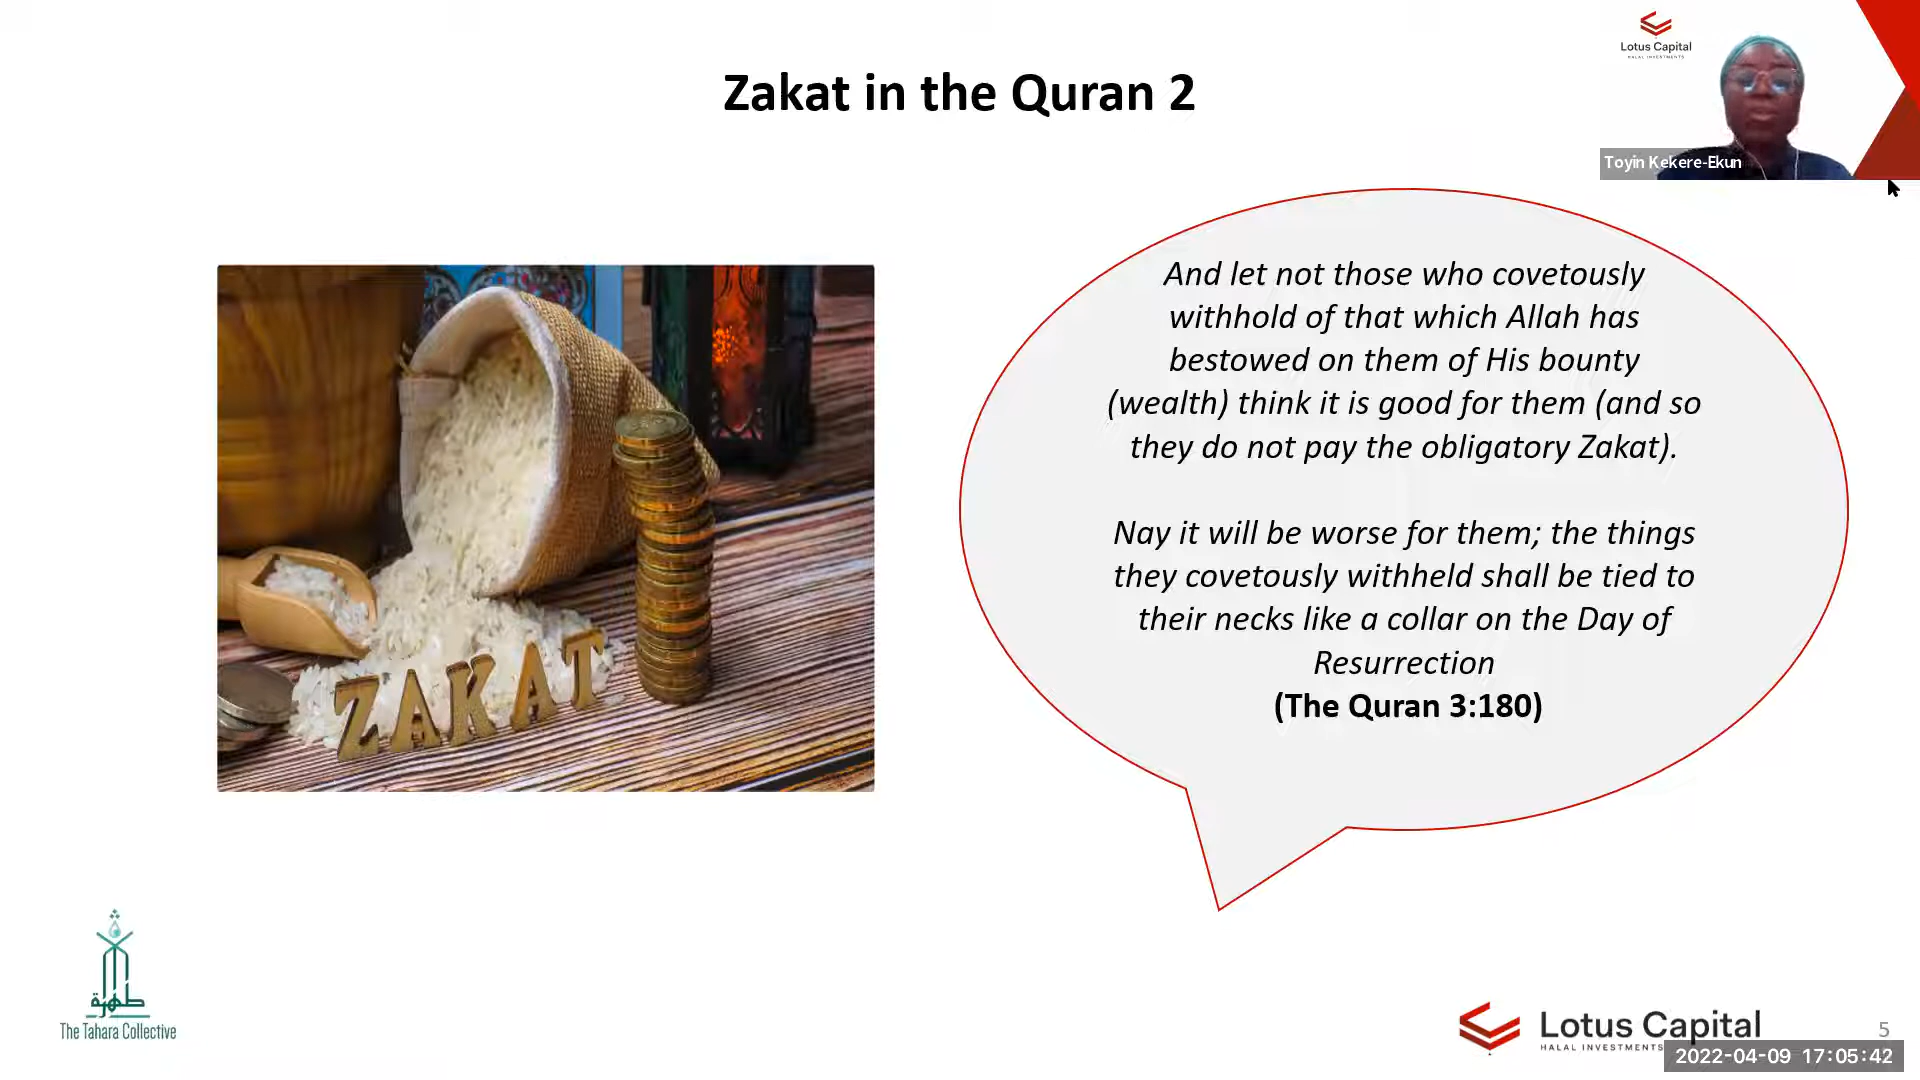 Lotus Capital
HALAL INVESTMENTS
Zakat in the Quran 2
Toyin Kekere-Ekun
And let not those who covetously
withhold of that which Allah has
bestowed on them of His bounty
(wealth) think it is good for them (and so
they do not pay the obligatory Zakat).
Nay it will be worse for them; the things
they covetously withheld shall be tied to
their necks like a collar on the Day of
Resurrection
(The Quran 3:180)
ZAKAT
طهرة
The Tahara Collective
Lotus Capital
HALAL INVESTMENTS
5
2022-04-09 17:05:42